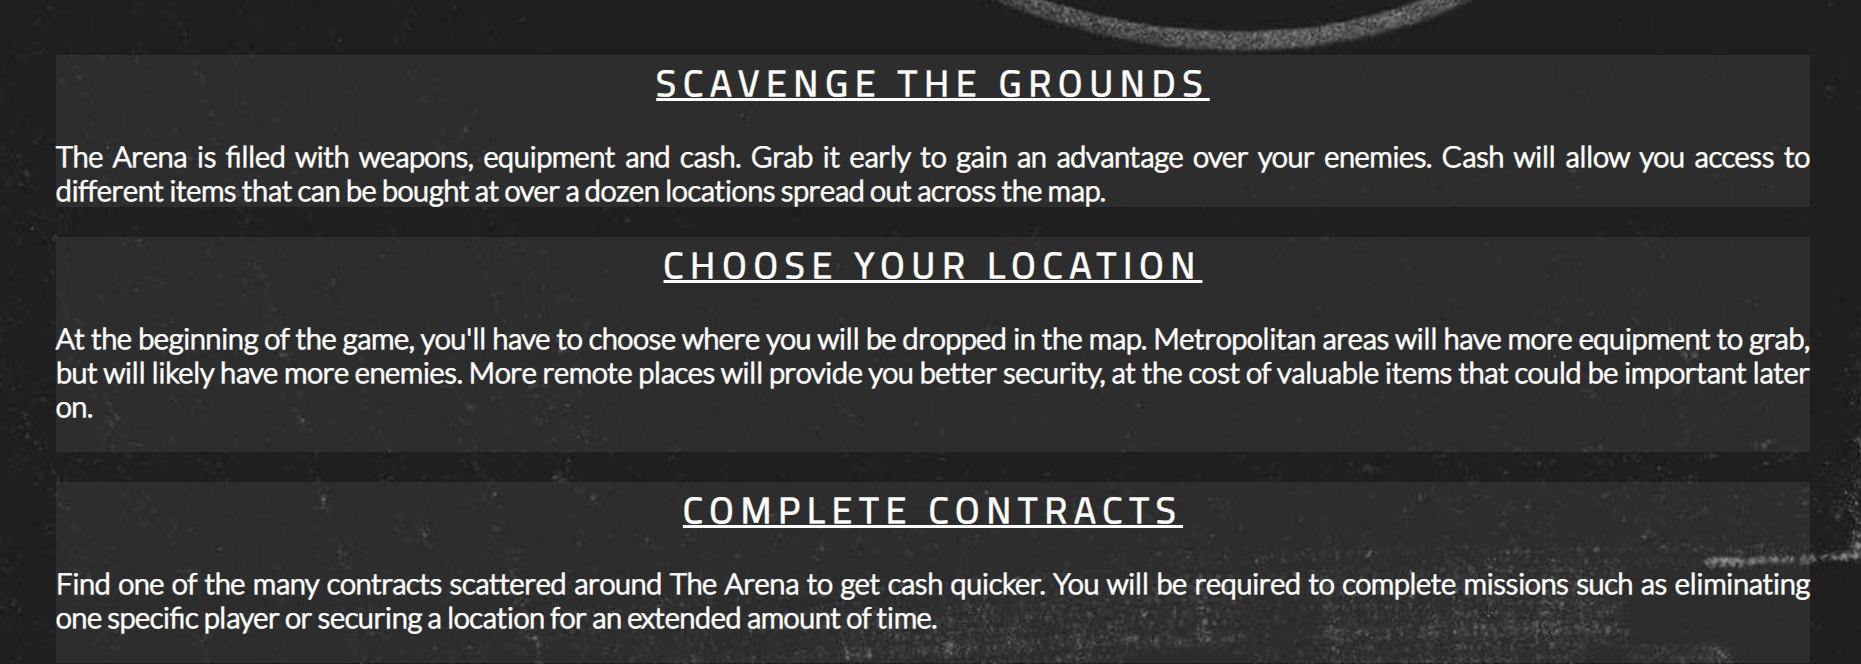 SCAVENGE THE GROUNDS
The Arena is filled with weapons, equipment and cash. Grab it early to gain an advantage over your enemies. Cash will allow you access to
different items that can be bought at over a dozen locations spread out across the map.
CHOOSE YOUR LOCATION
At the beginning of the game, you'll have to choose where you will be dropped in the map. Metropolitan areas will have more equipment to grab,
but will likely have more enemies. More remote places will provide you better security, at the cost of valuable items that could be important later
on.
COMPLETE CONTRACTS
Find one of the many contracts scattered around The Arena to get cash quicker. You will be required to complete missions such as eliminating
one specific player or securing a location for an extended amount of time.